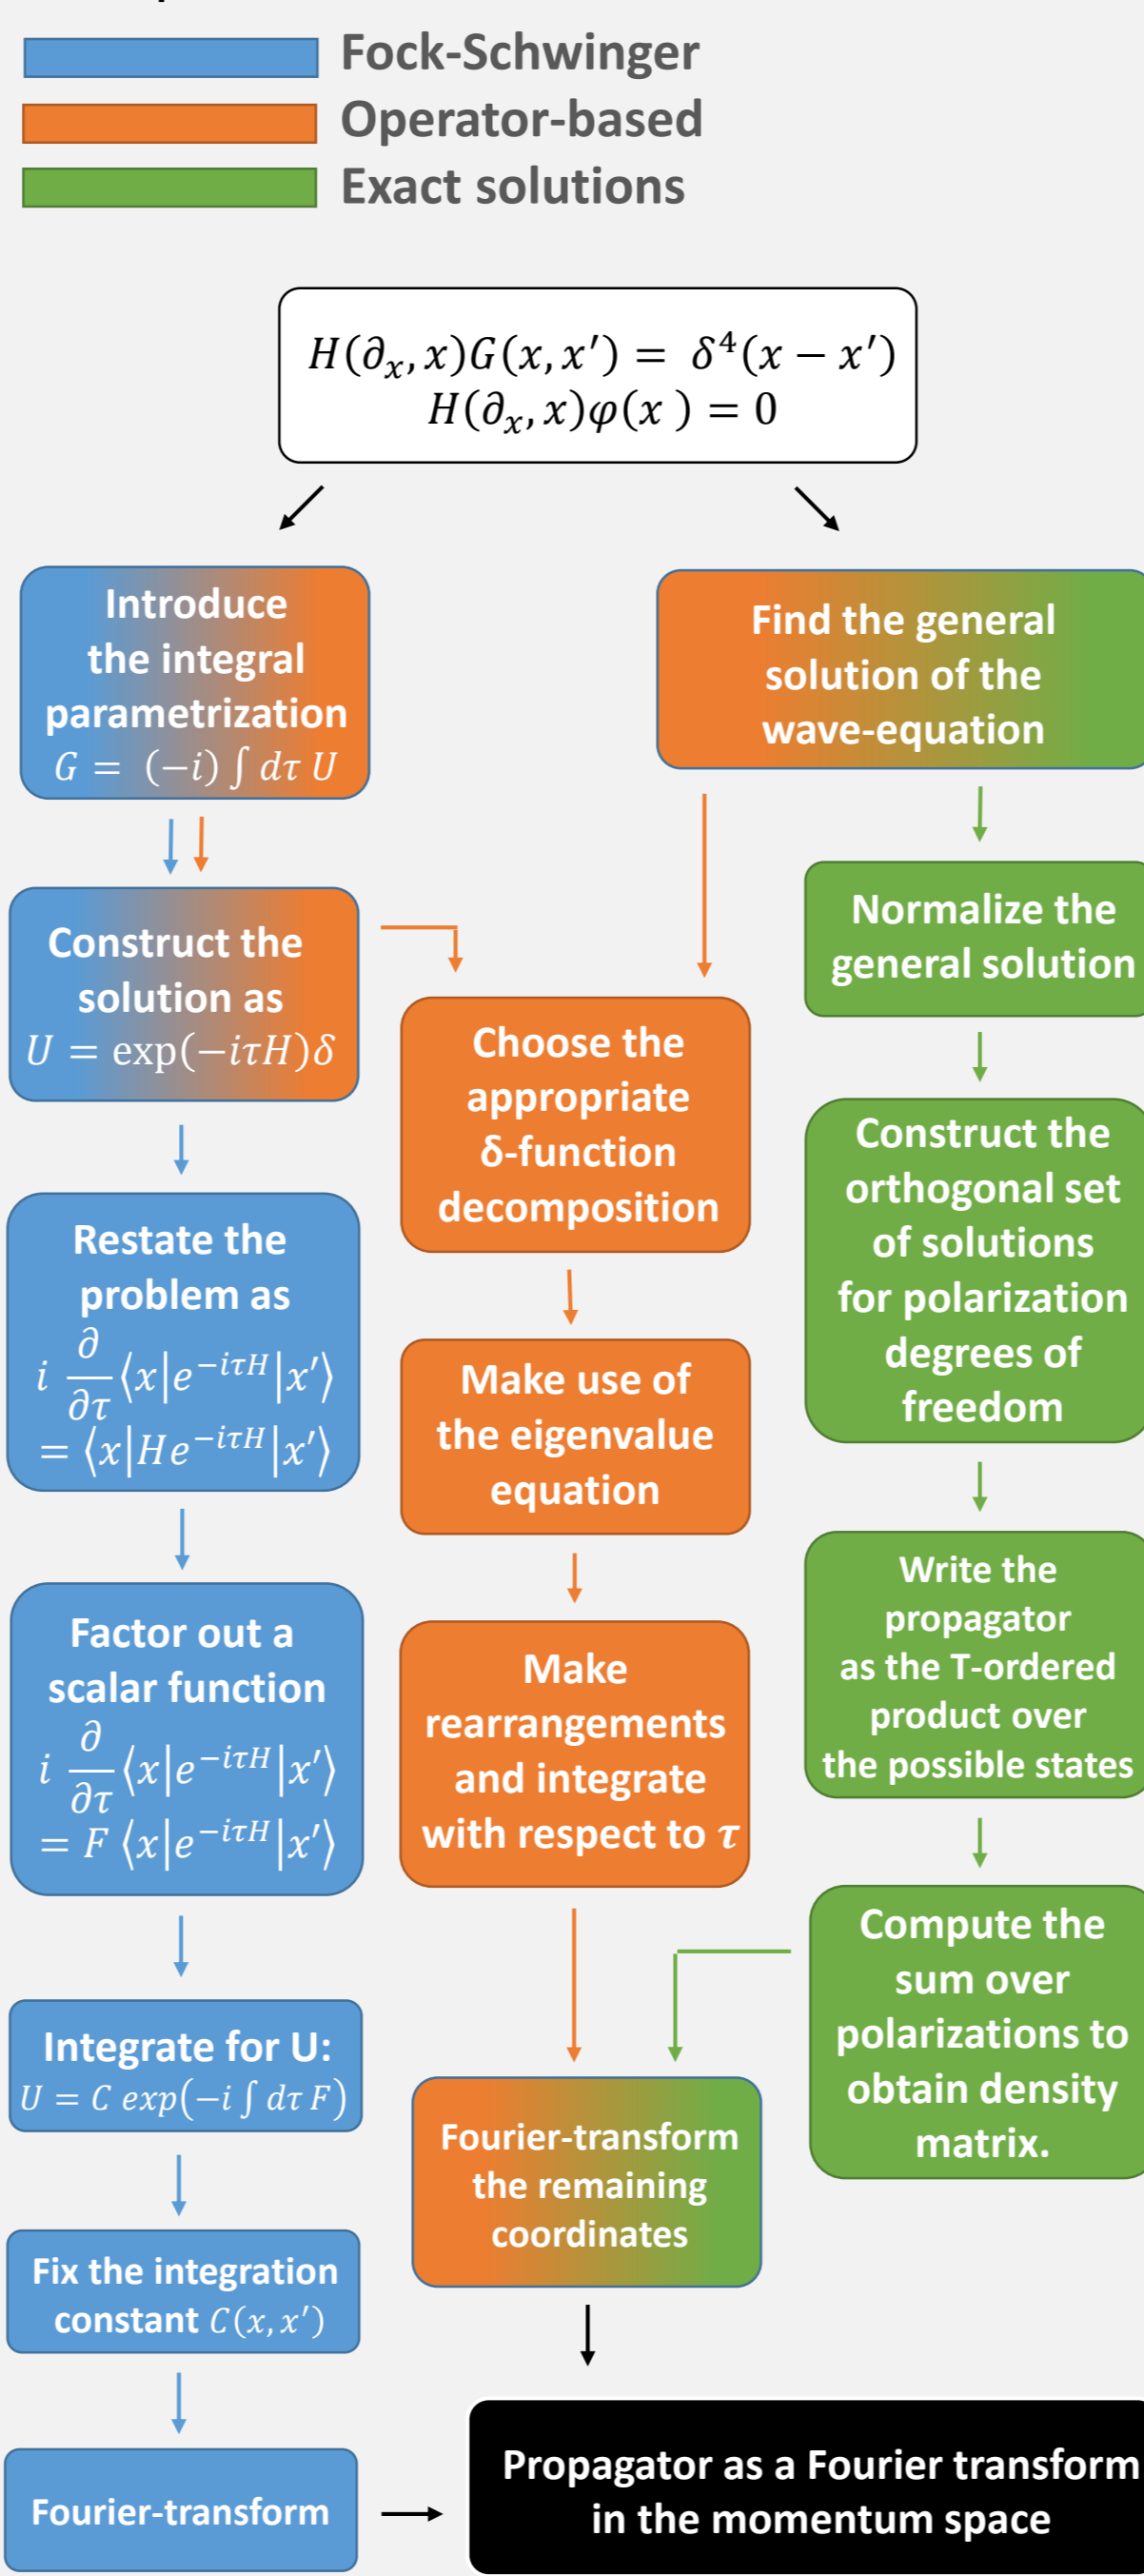 Fock-Schwinger
Operator-based
Exact solutions
H(∂ₓ, x)G(x, x′) = δ⁴(x − x′)
H(∂ₓ, x)φ(x ) = 0
Introduce
the integral
parametrization
G = (−i) ∫ dτ U
Find the general
solution of the
wave-equation
Construct the
solution as
U = exp(−iτH)δ
Normalize the
general solution
Choose the
appropriate
δ-function
decomposition
Construct the
orthogonal set
of solutions
for polarization
degrees of
freedom
Restate the
problem as
i ∂/∂τ ⟨x|e^{−iτH}|x′⟩
= ⟨x|He^{−iτH}|x′⟩
Make use of
the eigenvalue
equation
Write the
propagator
as the T-ordered
product over
the possible states
Factor out a
scalar function
i ∂/∂τ ⟨x|e^{−iτH}|x′⟩
= F ⟨x|e^{−iτH}|x′⟩
Make
rearrangements
and integrate
with respect to τ
Compute the
sum over
polarizations to
obtain density
matrix.
Integrate for U:
U = C exp(−i ∫ dτ F)
Fourier-transform
the remaining
coordinates
Fix the integration
constant C(x, x′)
Fourier-transform
Propagator as a Fourier transform
in the momentum space